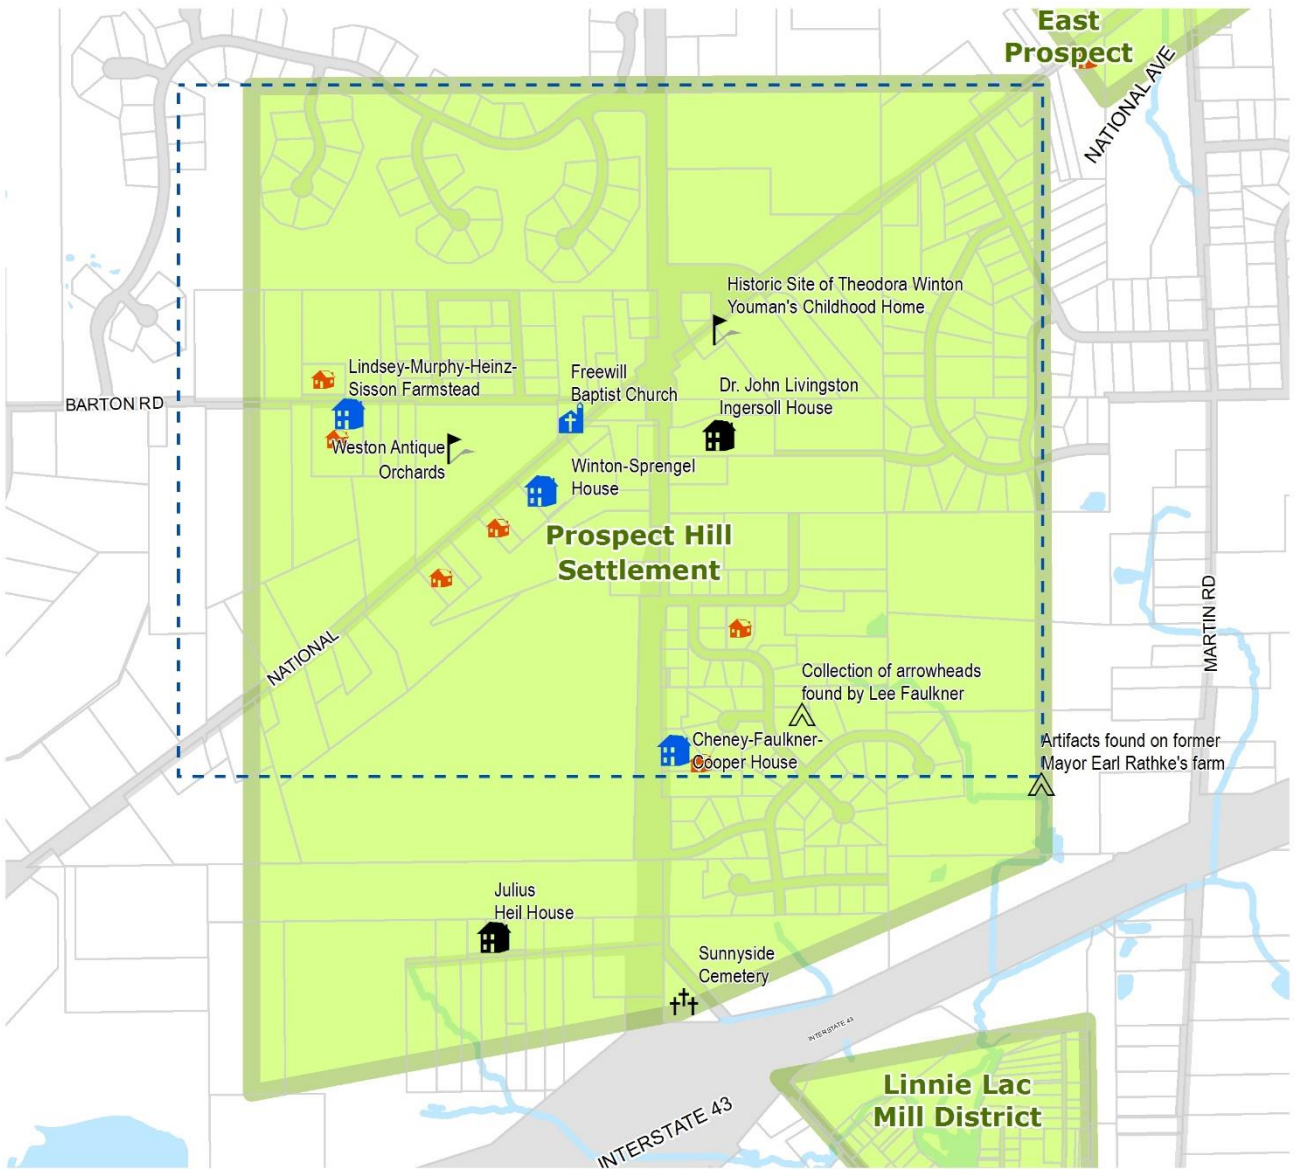 East
Prospect
NATIONAL AVE
Historic Site of Theodora Winton
Youman's Childhood Home
Lindsey-Murphy-Heinz-
Sisson Farmstead
Freewill
Baptist Church
Dr. John Livingston
Ingersoll House
BARTON RD
Weston Antique
Orchards
Winton-Sprengel
House
Prospect Hill
Settlement
NATIONAL
MARTIN RD
Collection of arrowheads
found by Lee Faulkner
Cheney-Faulkner-
Cooper House
Artifacts found on former
Mayor Earl Rathke's farm
Julius
Heil House
Sunnyside
Cemetery
INTERSTATE 43
Linnie Lac
Mill District
INTERSTATE 43